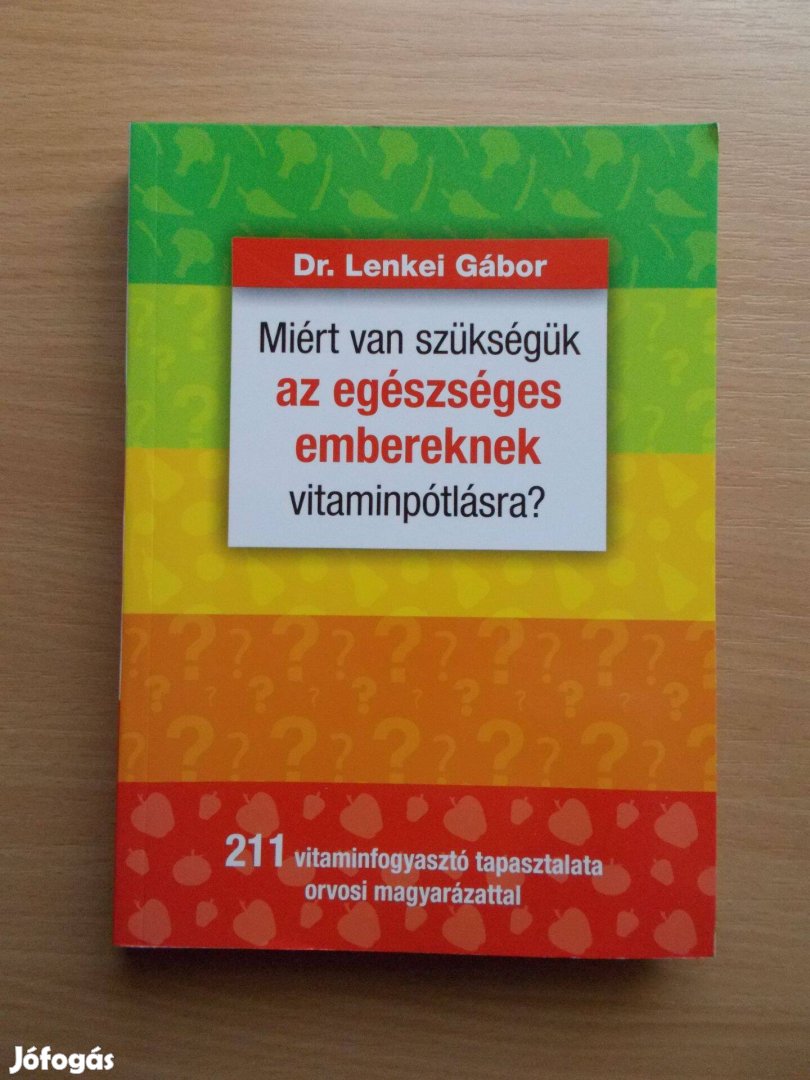 Dr. Lenkei Gábor
Miért van szükségük
az egészséges
embereknek
vitaminpótlásra?
211 vitaminfogyasztó tapasztalata
orvosi magyarázattal
Jófogás